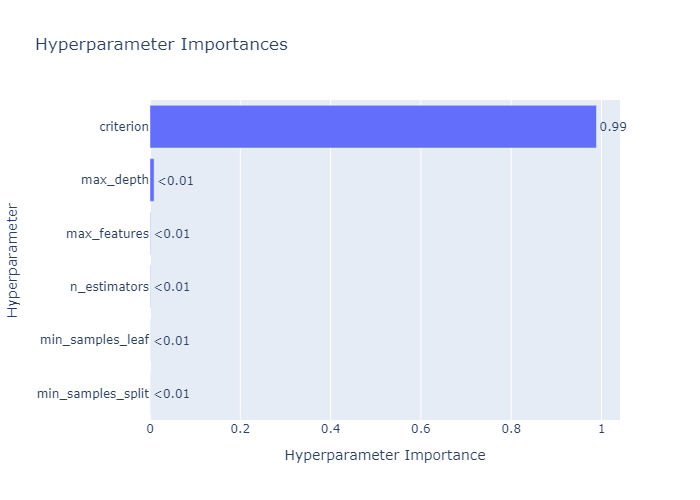 Hyperparameter Importances
Hyperparameter
criterion 0.99
max_depth <0.01
max_features <0.01
n_estimators <0.01
min_samples_leaf <0.01
min_samples_split <0.01
0 0.2 0.4 0.6 0.8 1
Hyperparameter Importance